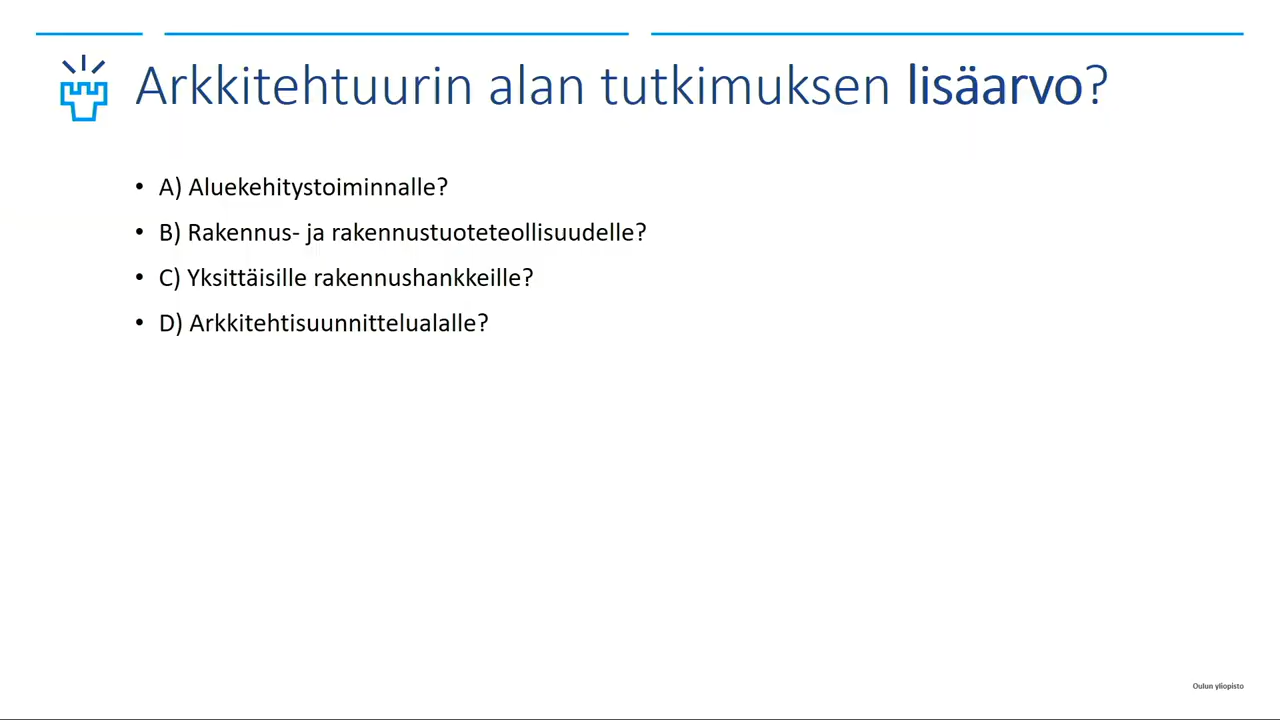 Arkkitehtuurin alan tutkimuksen lisäarvo?
• A) Aluekehitystoiminnalle?
• B) Rakennus- ja rakennustuoteteollisuudelle?
• C) Yksittäisille rakennushankkeille?
• D) Arkkitehtisuunnittelualalle?
Oulun yliopisto